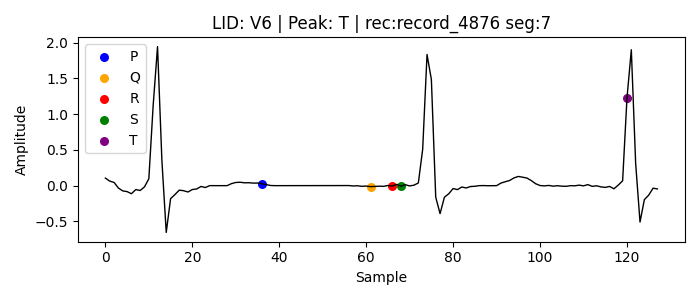 LID: V6 | Peak: T | rec:record_4876 seg:7
2.0
1.5
1.0
0.5
0.0
−0.5
Amplitude
P
Q
R
S
T
0
20
40
60
80
100
120
Sample